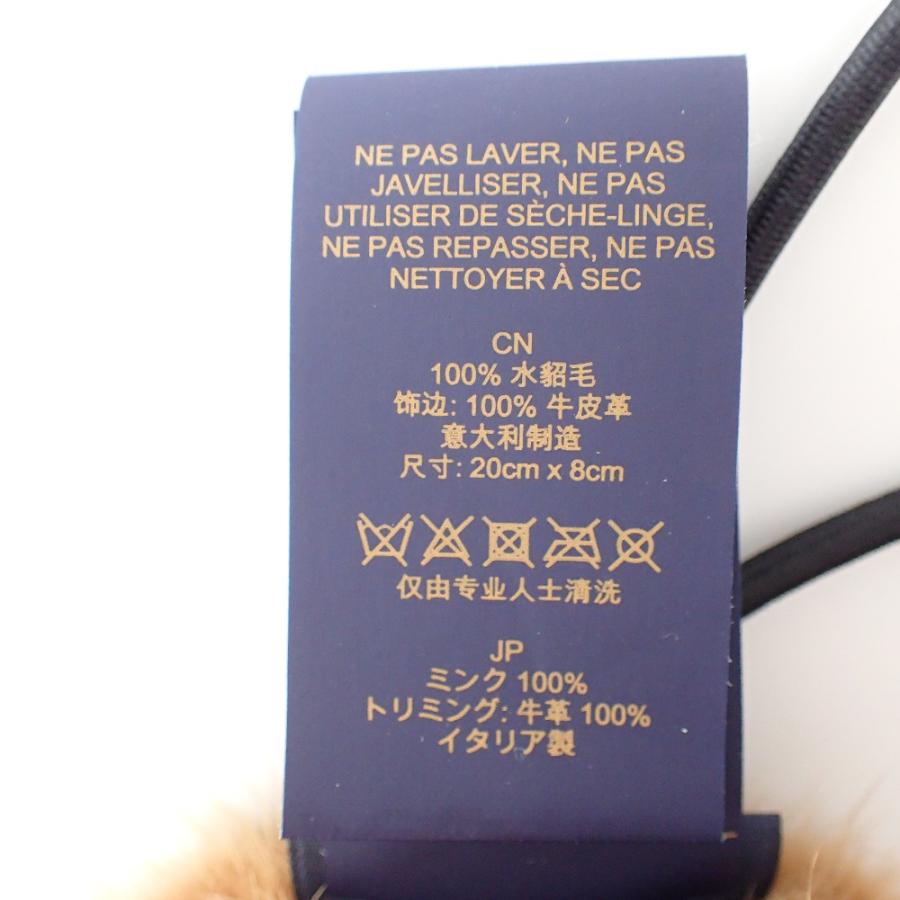 NE PAS LAVER, NE PAS
JAVELLISER, NE PAS
UTILISER DE SÈCHE-LINGE,
NE PAS REPASSER, NE PAS
NETTOYER À SEC
CN
100% 水貂毛
饰边: 100% 牛皮革
意大利制造
尺寸: 20cm x 8cm
仅由专业人士清洗
JP
ミンク 100%
トリミング: 牛革 100%
イタリア製